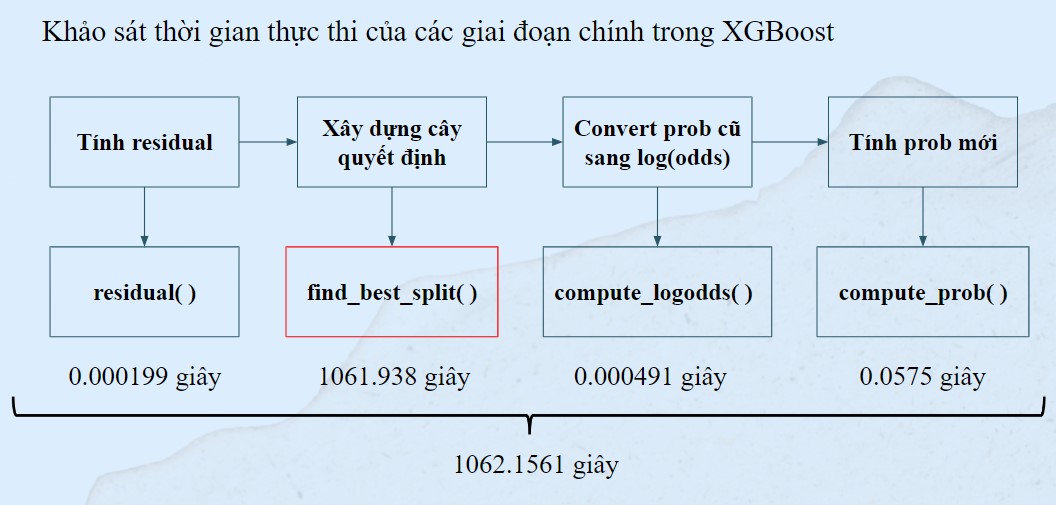 Khảo sát thời gian thực thi của các giai đoạn chính trong XGBoost
Tính residual
Xây dựng cây
quyết định
Convert prob cũ
sang log(odds)
Tính prob mới
residual( )
find_best_split( )
compute_logodds( )
compute_prob( )
0.000199 giây
1061.938 giây
0.000491 giây
0.0575 giây
1062.1561 giây